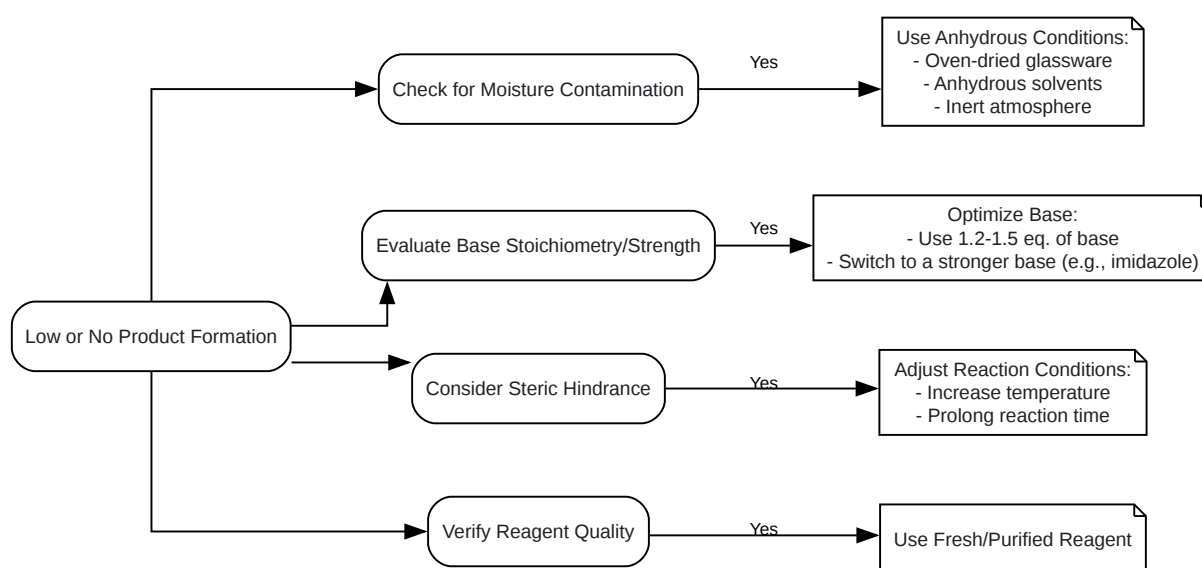 Low or No Product Formation
Check for Moisture Contamination
Yes
Use Anhydrous Conditions:
- Oven-dried glassware
- Anhydrous solvents
- Inert atmosphere
Evaluate Base Stoichiometry/Strength
Yes
Optimize Base:
- Use 1.2-1.5 eq. of base
- Switch to a stronger base (e.g., imidazole)
Consider Steric Hindrance
Yes
Adjust Reaction Conditions:
- Increase temperature
- Prolong reaction time
Verify Reagent Quality
Yes
Use Fresh/Purified Reagent